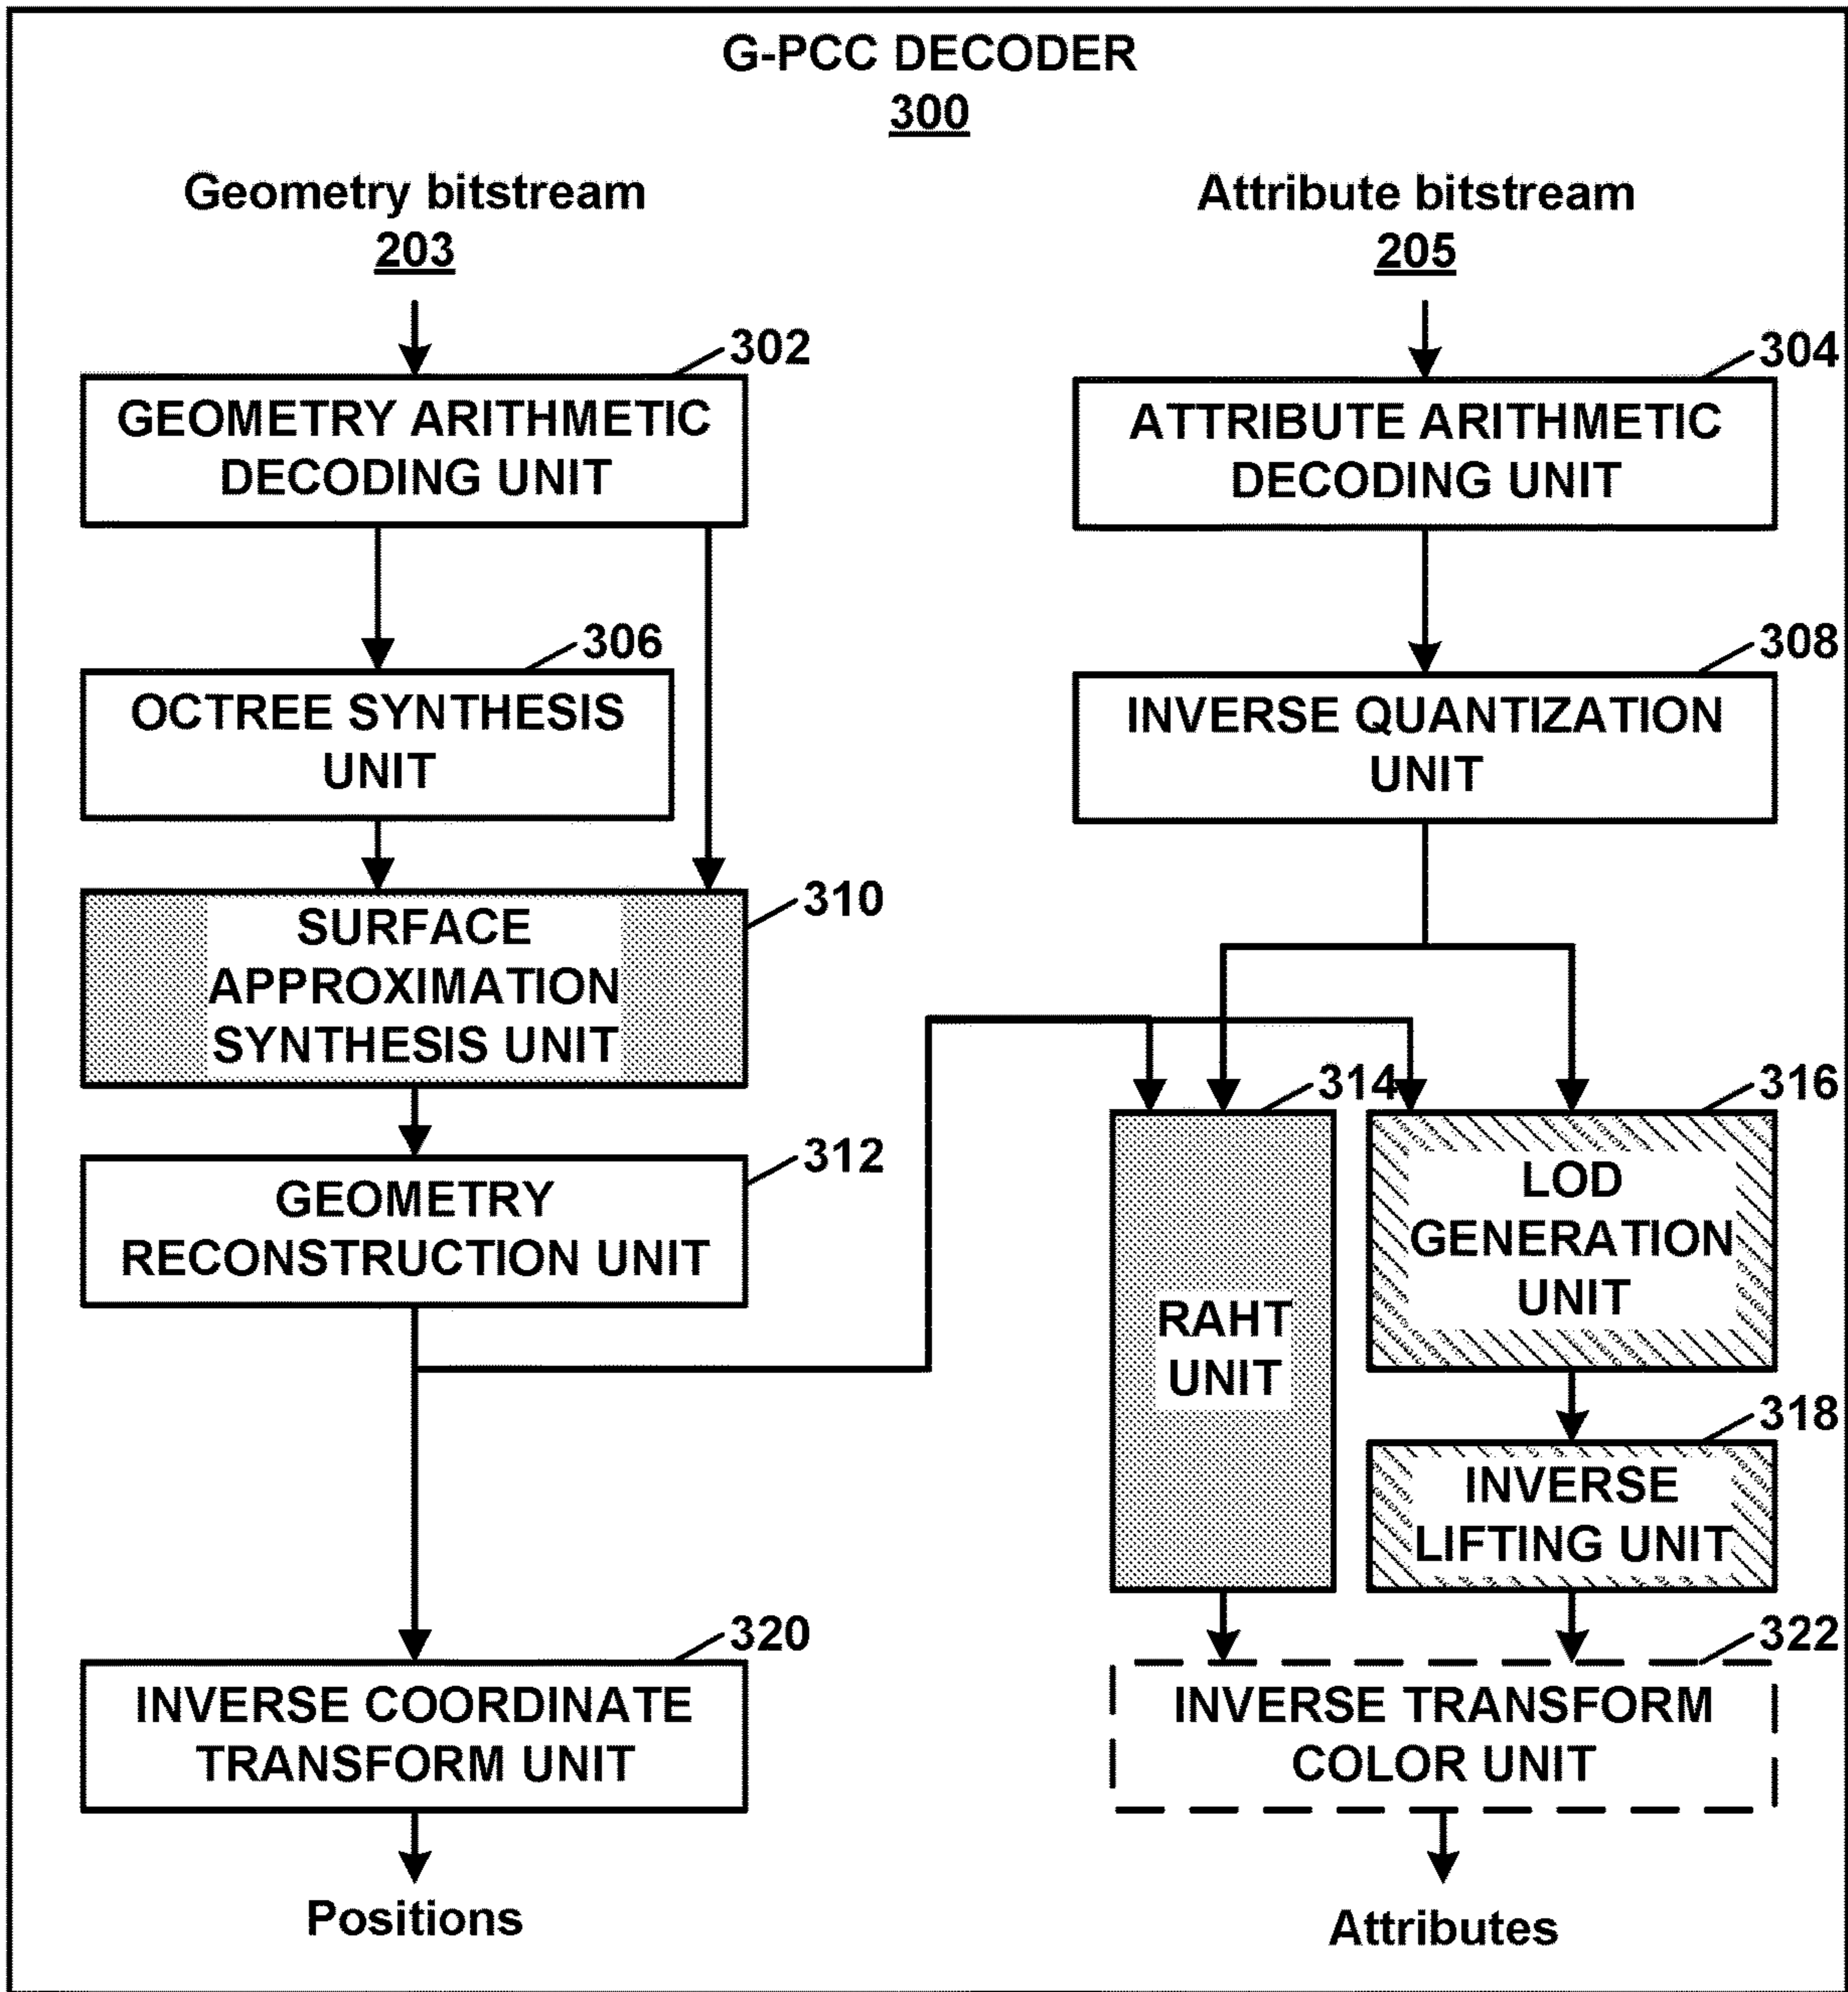 G-PCC DECODER
300
Geometry bitstream
203
Attribute bitstream
205
302
GEOMETRY ARITHMETIC
DECODING UNIT
304
ATTRIBUTE ARITHMETIC
DECODING UNIT
306
OCTREE SYNTHESIS
UNIT
308
INVERSE QUANTIZATION
UNIT
310
SURFACE
APPROXIMATION
SYNTHESIS UNIT
312
GEOMETRY
RECONSTRUCTION UNIT
314
RAHT
UNIT
316
LOD
GENERATION
UNIT
318
INVERSE
LIFTING UNIT
320
INVERSE COORDINATE
TRANSFORM UNIT
322
INVERSE TRANSFORM
COLOR UNIT
Positions
Attributes